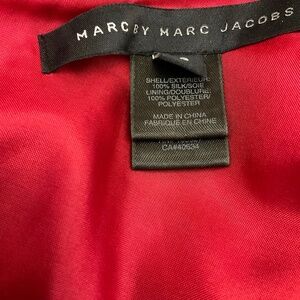 MARC BY MARC JACOBS
SHELL/EXTERIEUR
100% SILK/SOIE
LINING/DOUBLURE
100% POLYESTER/
POLYESTER
MADE IN CHINA
FABRIQUE EN CHINE
CA#40634